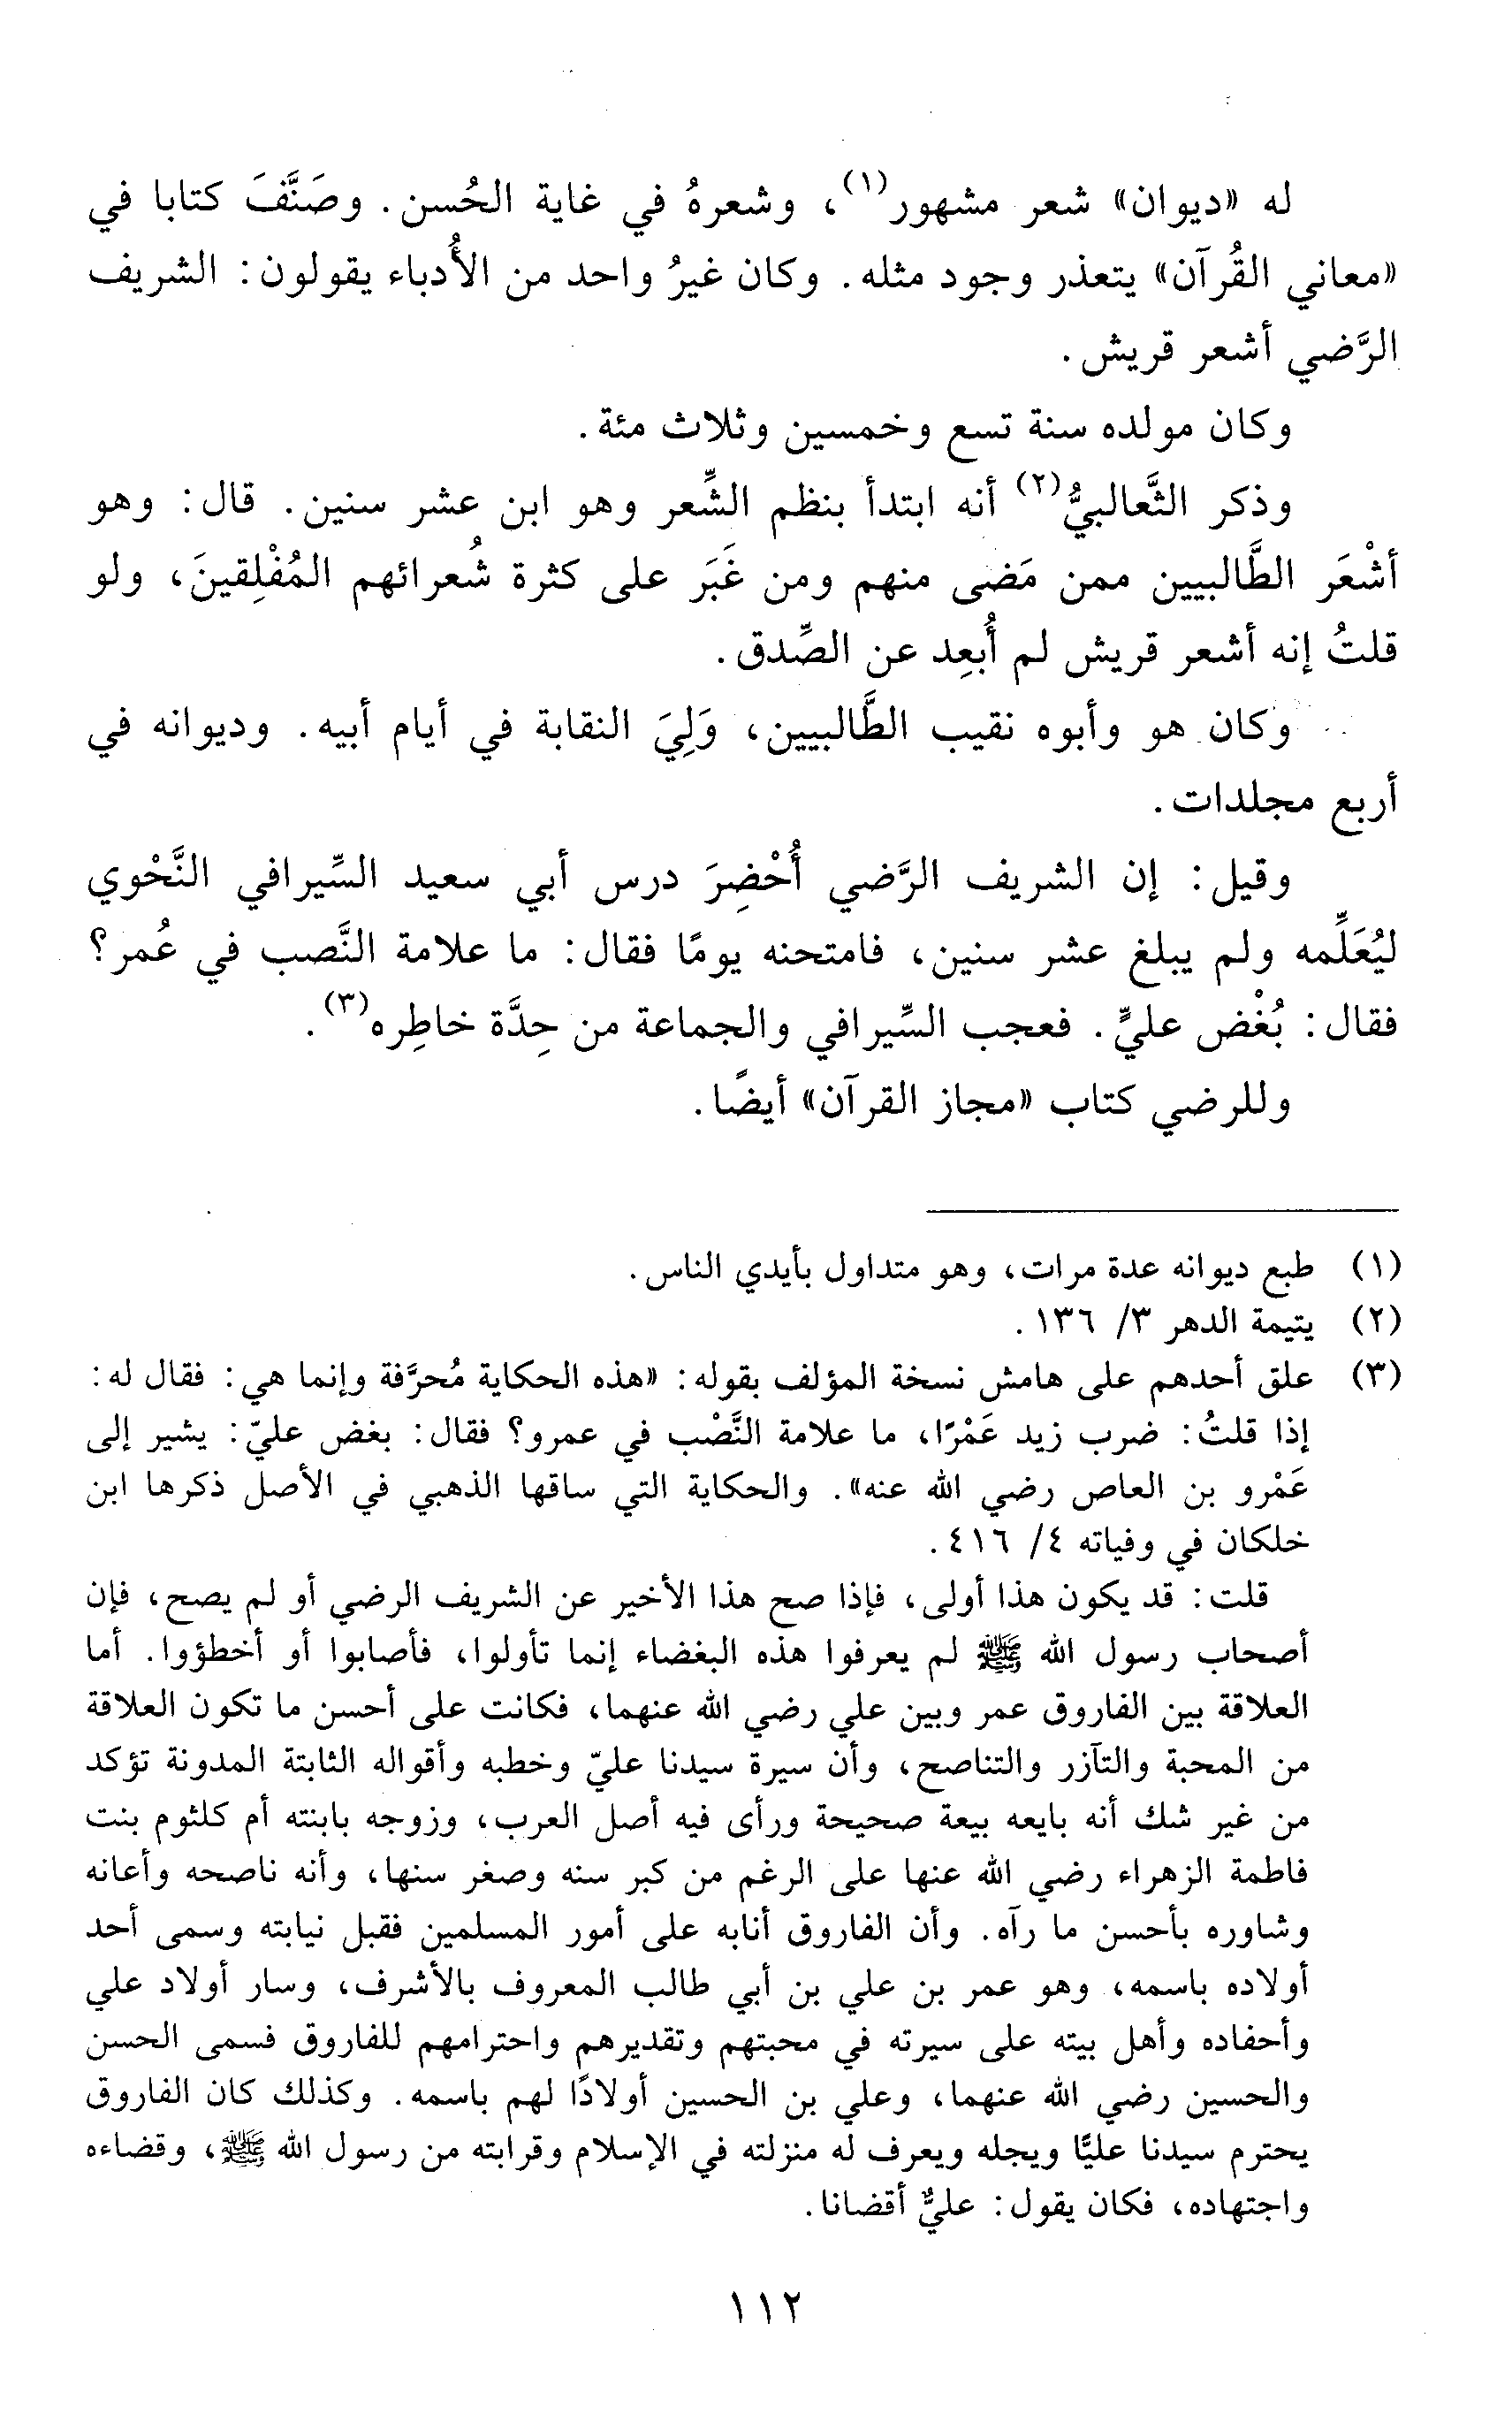 له «ديوان» شعر مشهور(١)، وشعرهُ في غاية الحُسن. وصَنَّفَ كتابا في
«معاني القُرآن» يتعذر وجود مثله. وكان غيرُ واحد من الأُدباء يقولون: الشريف
الرَّضي أشعر قريش.
وكان مولده سنة تسع وخمسين وثلاث مئة.
وذكر الثَّعالبيُّ(٢) أنه ابتدأ بنظم الشِّعر وهو ابن عشر سنين. قال: وهو
أشْعَر الطَّالبيين ممن مَضى منهم ومن غَبَر على كثرة شُعرائهم المُفْلِقينَ، ولو
قلتُ إنه أشعر قريش لم أُبعِد عن الصِّدق.
وكان هو وأبوه نقيب الطَّالبيين، وَلِيَ النقابة في أيام أبيه. وديوانه في
أربع مجلدات.
وقيل: إن الشريف الرَّضي أُحْضِرَ درس أبي سعيد السِّيرافي النَّحْوي
ليُعَلِّمه ولم يبلغ عشر سنين، فامتحنه يومًا فقال: ما علامة النَّصب في عُمر؟
فقال: بُغْض عليٍّ. فعجب السِّيرافي والجماعة من حِدَّة خاطِره(٣).
وللرضي كتاب «مجاز القرآن» أيضًا.
(١) طبع ديوانه عدة مرات، وهو متداول بأيدي الناس.
(٢) يتيمة الدهر ٣/ ١٣٦.
(٣) علق أحدهم على هامش نسخة المؤلف بقوله: «هذه الحكاية مُحرَّفة وإنما هي: فقال له:
إذا قلتُ: ضرب زيد عَمْرًا، ما علامة النَّصْب في عمرو؟ فقال: بغض عليّ: يشير إلى
عَمْرو بن العاص رضي الله عنه». والحكاية التي ساقها الذهبي في الأصل ذكرها ابن
خلكان في وفياته ٤/ ٤١٦.
قلت: قد يكون هذا أولى، فإذا صح هذا الأخير عن الشريف الرضي أو لم يصح، فإن
أصحاب رسول الله ﷺ لم يعرفوا هذه البغضاء إنما تأولوا، فأصابوا أو أخطؤوا. أما
العلاقة بين الفاروق عمر وبين علي رضي الله عنهما، فكانت على أحسن ما تكون العلاقة
من المحبة والتآزر والتناصح، وأن سيرة سيدنا عليّ وخطبه وأقواله الثابتة المدونة تؤكد
من غير شك أنه بايعه بيعة صحيحة ورأى فيه أصل العرب، وزوجه بابنته أم كلثوم بنت
فاطمة الزهراء رضي الله عنها على الرغم من كبر سنه وصغر سنها، وأنه ناصحه وأعانه
وشاوره بأحسن ما رآه. وأن الفاروق أنابه على أمور المسلمين فقبل نيابته وسمى أحد
أولاده باسمه، وهو عمر بن علي بن أبي طالب المعروف بالأشرف، وسار أولاد علي
وأحفاده وأهل بيته على سيرته في محبتهم وتقديرهم واحترامهم للفاروق فسمى الحسن
والحسين رضي الله عنهما، وعلي بن الحسين أولادًا لهم باسمه. وكذلك كان الفاروق
يحترم سيدنا عليًّا ويجله ويعرف له منزلته في الإسلام وقرابته من رسول الله ﷺ، وقضاءه
واجتهاده، فكان يقول: عليٌّ أقضانا.
١١٢